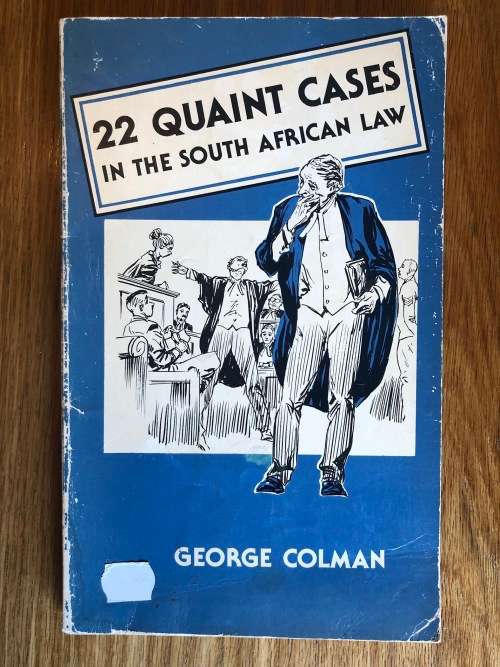 22 QUAINT CASES
IN THE SOUTH AFRICAN LAW
GEORGE COLMAN